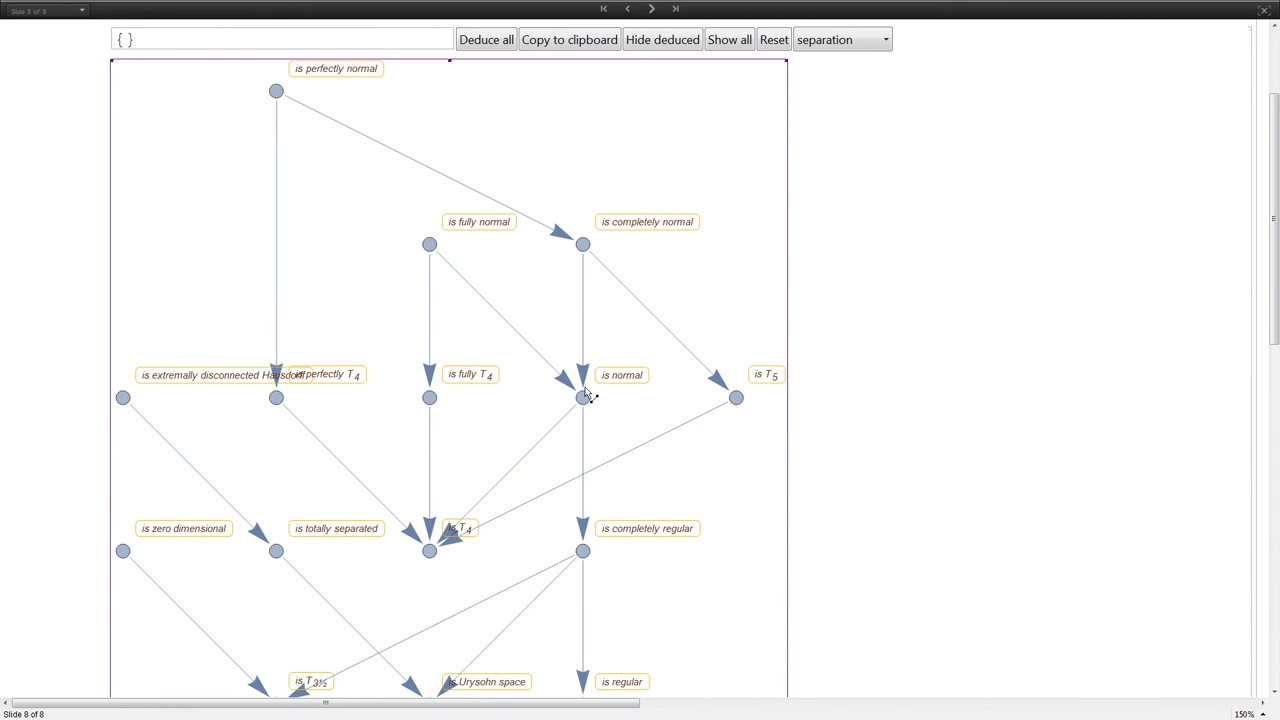 Slide 8 of 8
{ }
Deduce all
Copy to clipboard
Hide deduced
Show all
Reset
separation
is perfectly normal
is fully normal
is completely normal
is extremally disconnected Hausdorff
is perfectly T4
is fully T4
is normal
is T5
is zero dimensional
is totally separated
is T4
is completely regular
is T3½
is Urysohn space
is regular
Slide 8 of 8
150%